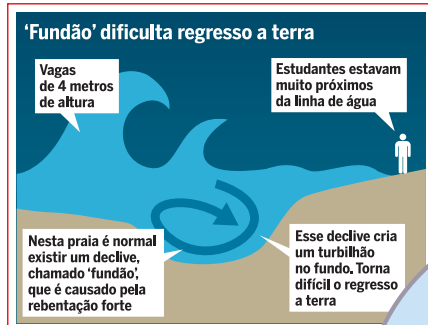 ‘Fundão’ dificulta regresso a terra
Vagas
de 4 metros
de altura
Estudantes estavam
muito próximos
da linha de água
Nesta praia é normal
existir um declive,
chamado ‘fundão’,
que é causado pela
rebentação forte
Esse declive cria
um turbilhão
no fundo. Torna
difícil o regresso
a terra